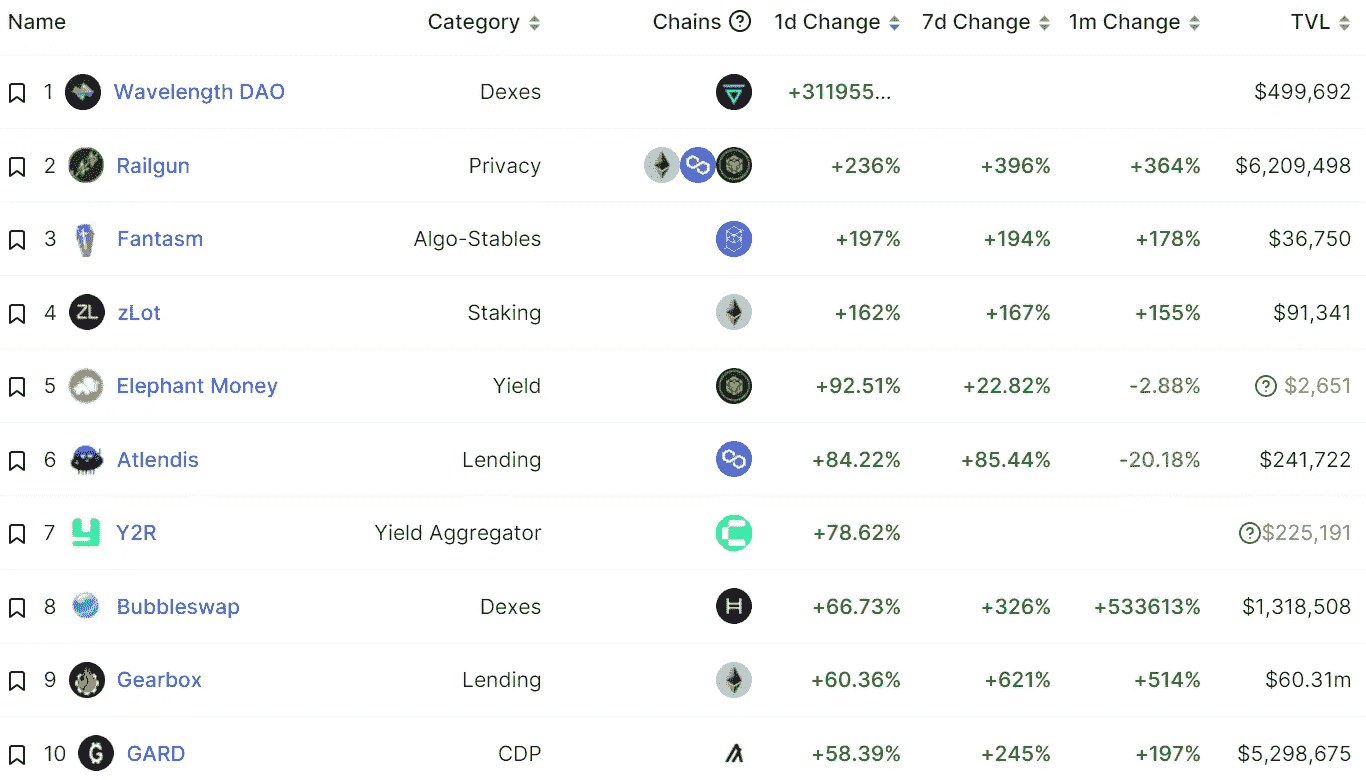 Name Category Chains ? 1d Change 7d Change 1m Change TVL
1 Wavelength DAO Dexes +311955... $499,692
2 Railgun Privacy +236% +396% +364% $6,209,498
3 Fantasm Algo-Stables +197% +194% +178% $36,750
4 ZL zLot Staking +162% +167% +155% $91,341
5 Elephant Money Yield +92.51% +22.82% -2.88% ? $2,651
6 Atlendis Lending +84.22% +85.44% -20.18% $241,722
7 Y2R Yield Aggregator +78.62% ? $225,191
8 Bubbleswap Dexes +66.73% +326% +533613% $1,318,508
9 Gearbox Lending +60.36% +621% +514% $60.31m
10 GARD CDP +58.39% +245% +197% $5,298,675